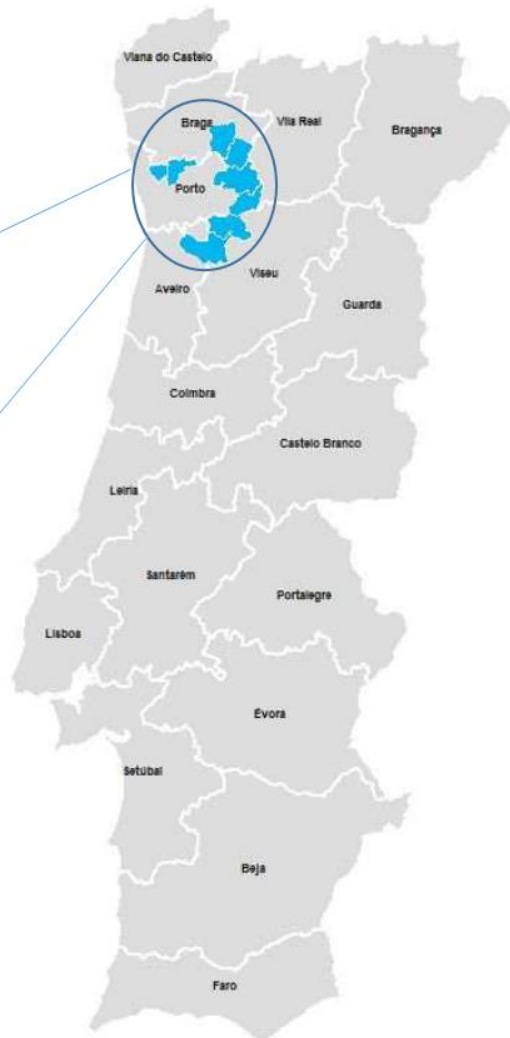 Viana do Castelo
Braga
Vila Real
Bragança
Porto
Aveiro
Viseu
Guarda
Coimbra
Castelo Branco
Leiria
Santarém
Portalegre
Lisboa
Évora
Setúbal
Beja
Faro